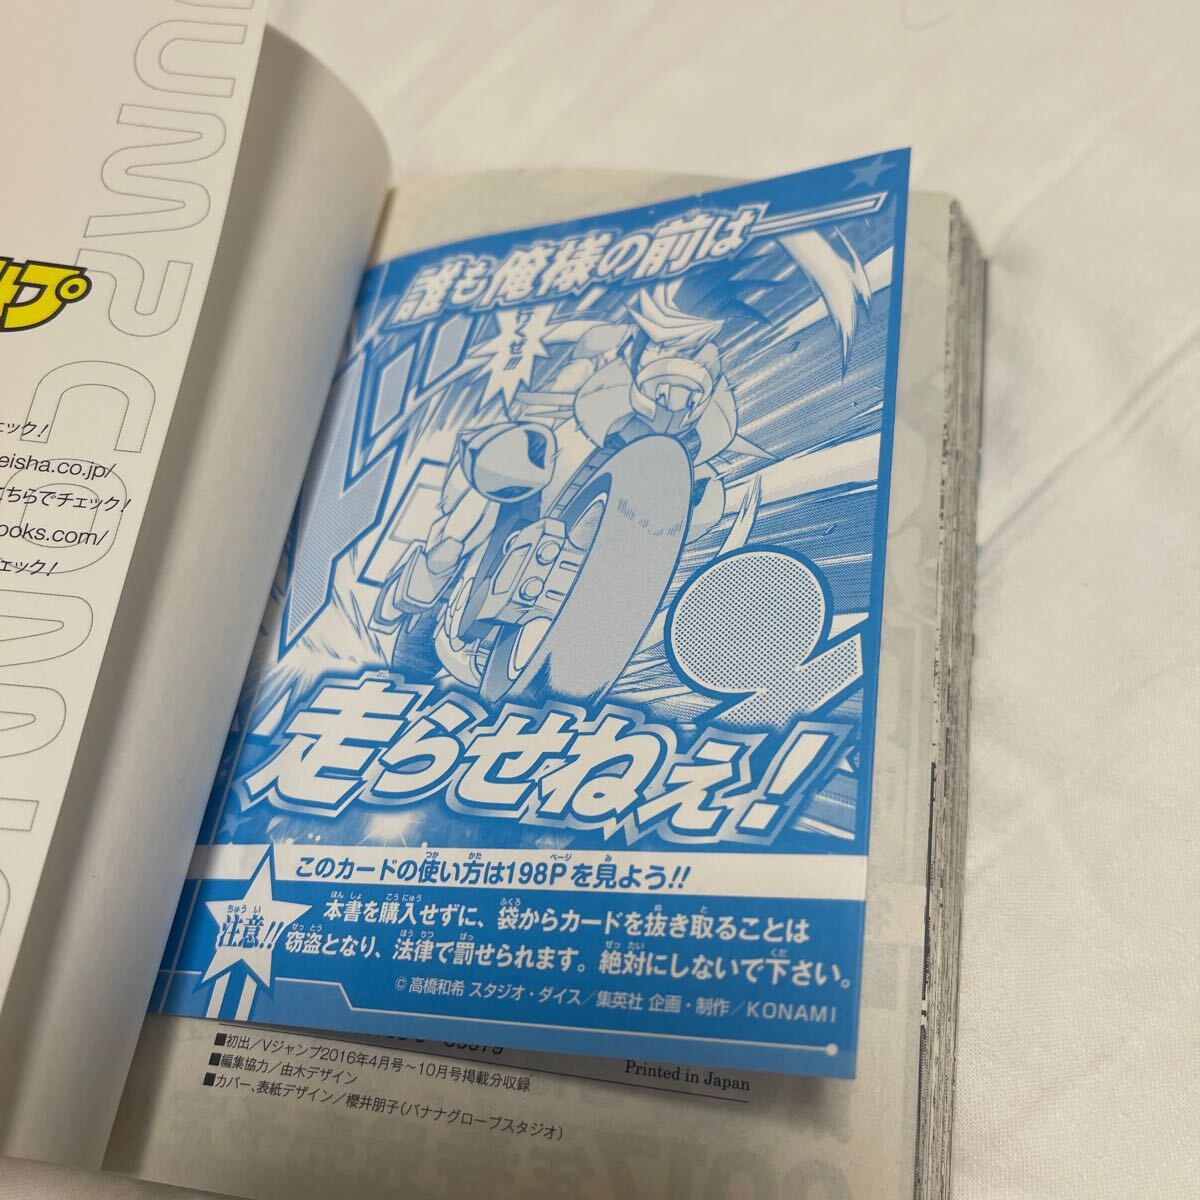 JUMP COMICS
ャンプ
ェック!
eisha.co.jp/
こちらでチェック!
ooks.com/
ェック!
誰も俺様の前は――
行くぜ!!!
走らせねぇ!
このカードの使い方は198Pを見よう!!
注意!!
本書を購入せずに、袋からカードを抜き取ることは
窃盗となり、法律で罰せられます。絶対にしないで下さい。
© 高橋和希 スタジオ・ダイス/集英社 企画・制作/KONAMI
Printed in Japan
■初出/Vジャンプ2016年4月号〜10月号掲載分収録
■編集協力/由木デザイン
■カバー、表紙デザイン/櫻井朋子(バナナグローブスタジオ)